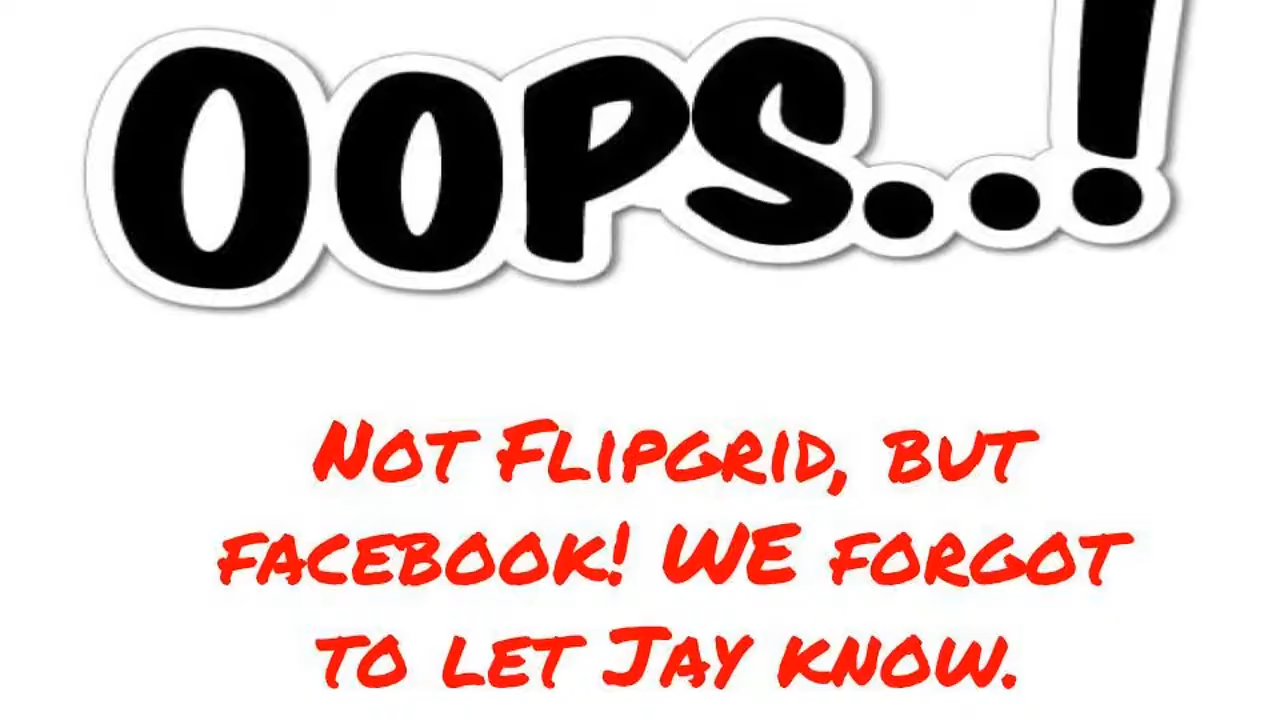 OOPS...!
Not Flipgrid, but
facebook! WE forgot
to let Jay know.